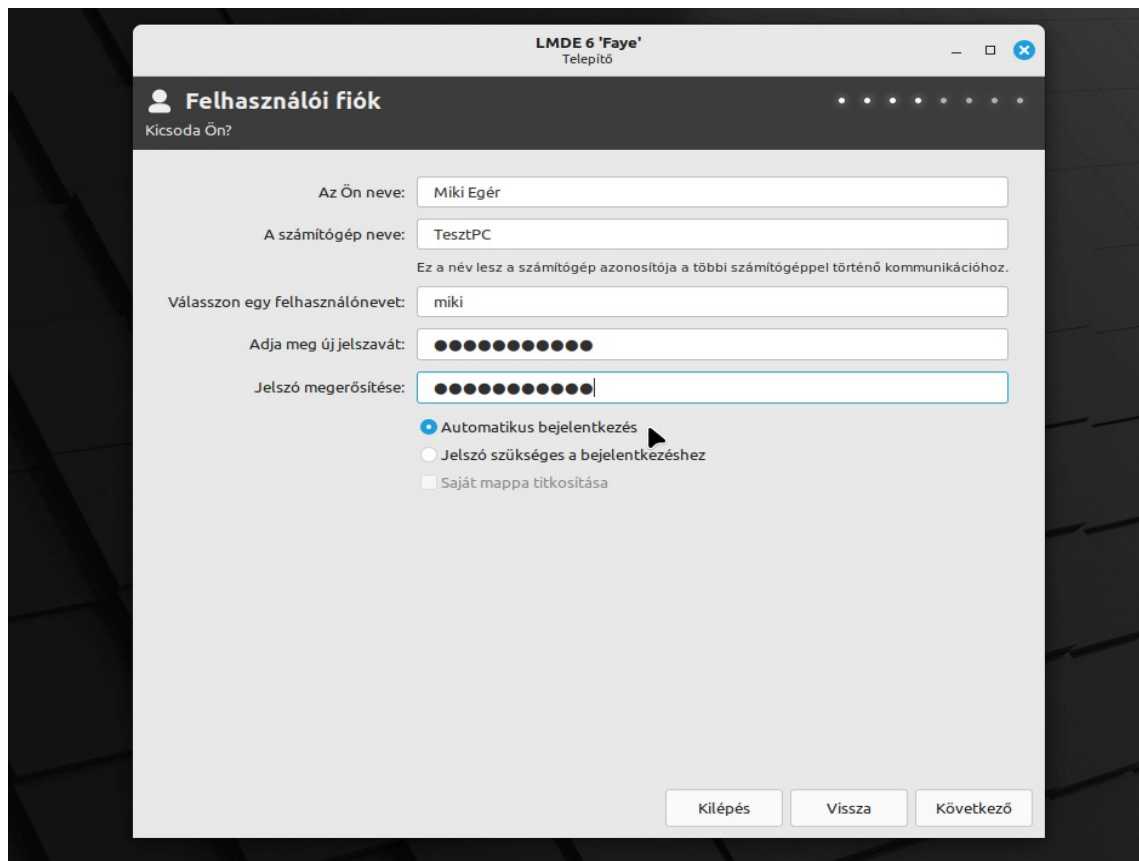 LMDE 6 'Faye'
Telepítő
Felhasználói fiók
Kicsoda Ön?
Az Ön neve: Miki Egér
A számítógép neve: TesztPC
Ez a név lesz a számítógép azonosítója a többi számítógéppel történő kommunikációhoz.
Válasszon egy felhasználónevet: miki
Adja meg új jelszavát: ●●●●●●●●●●●
Jelszó megerősítése: ●●●●●●●●●●●
Automatikus bejelentkezés
Jelszó szükséges a bejelentkezéshez
Saját mappa titkosítása
Kilépés Vissza Következő